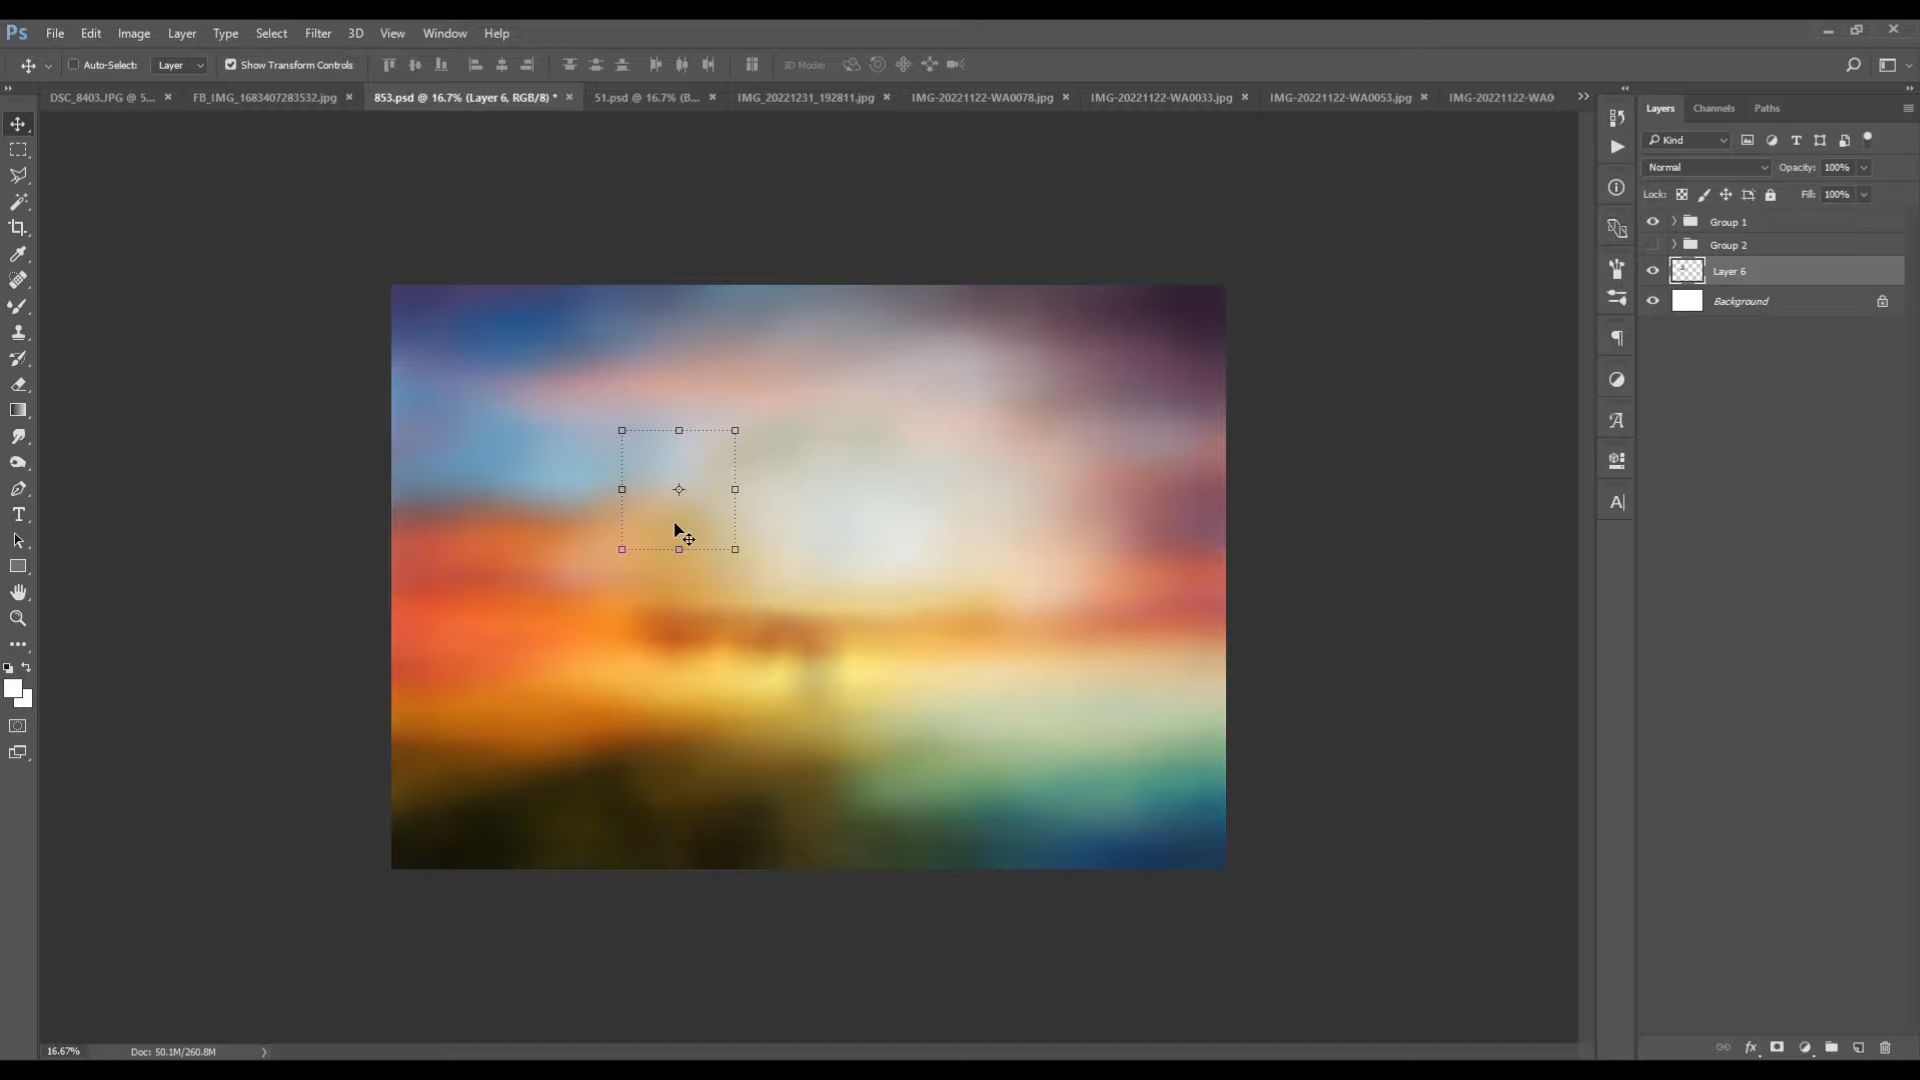 Ps File Edit Image Layer Type Select Filter 3D View Window Help
Auto-Select: Layer Show Transform Controls 3D Mode:
DSC_8403.JPG @ 5... × FB_IMG_1683407283532.jpg × 853.psd @ 16.7% (Layer 6, RGB/8) * × 51.psd @ 16.7% (B... × IMG_20221231_192811.jpg × IMG-20221122-WA0078.jpg × IMG-20221122-WA0033.jpg × IMG-20221122-WA0053.jpg × IMG-20221122-WA0
Layers Channels Paths
Kind
Normal Opacity: 100%
Lock: Fill: 100%
Group 1
Group 2
Layer 6
Background
16.67% Doc: 50.1M/260.8M
fx